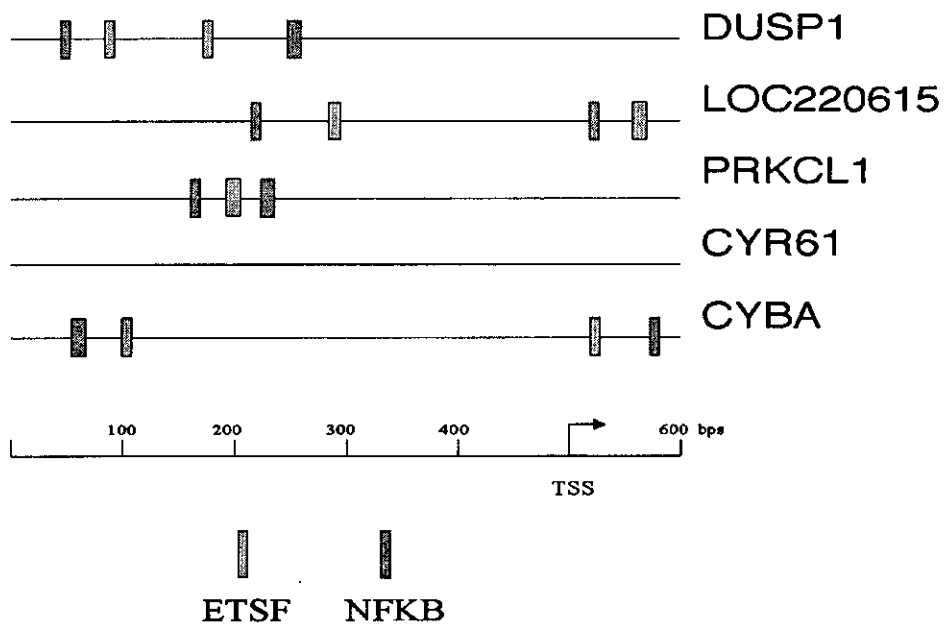 DUSP1
LOC220615
PRKCL1
CYR61
CYBA
100 200 300 400 600 bps
TSS
ETSF NFKB